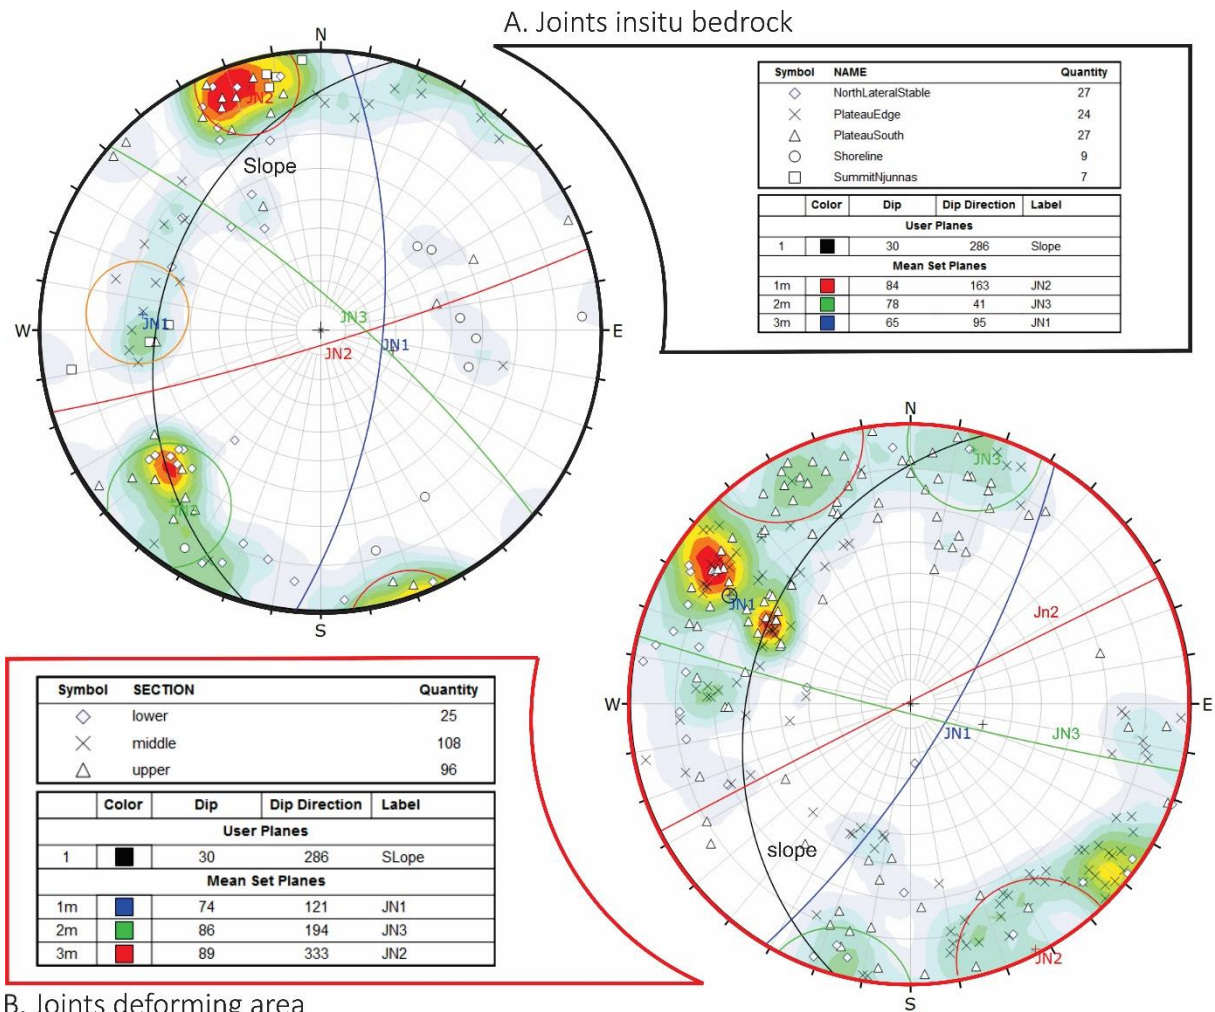 A. Joints insitu bedrock
N
Slope
JN2
W
JN1
JN3
JN1
JN2
E
S
Symbol NAME Quantity
NorthLateralStable 27
PlateauEdge 24
PlateauSouth 27
Shoreline 9
SummitNjunnas 7
Color Dip Dip Direction Label
User Planes
1 30 286 Slope
Mean Set Planes
1m 84 163 JN2
2m 78 41 JN3
3m 65 95 JN1
N
JN3
JN1
Jn2
W
E
JN1
JN3
slope
JN2
S
Symbol SECTION Quantity
lower 25
middle 108
upper 96
Color Dip Dip Direction Label
User Planes
1 30 286 SLope
Mean Set Planes
1m 74 121 JN1
2m 86 194 JN3
3m 89 333 JN2
B. Joints deforming area